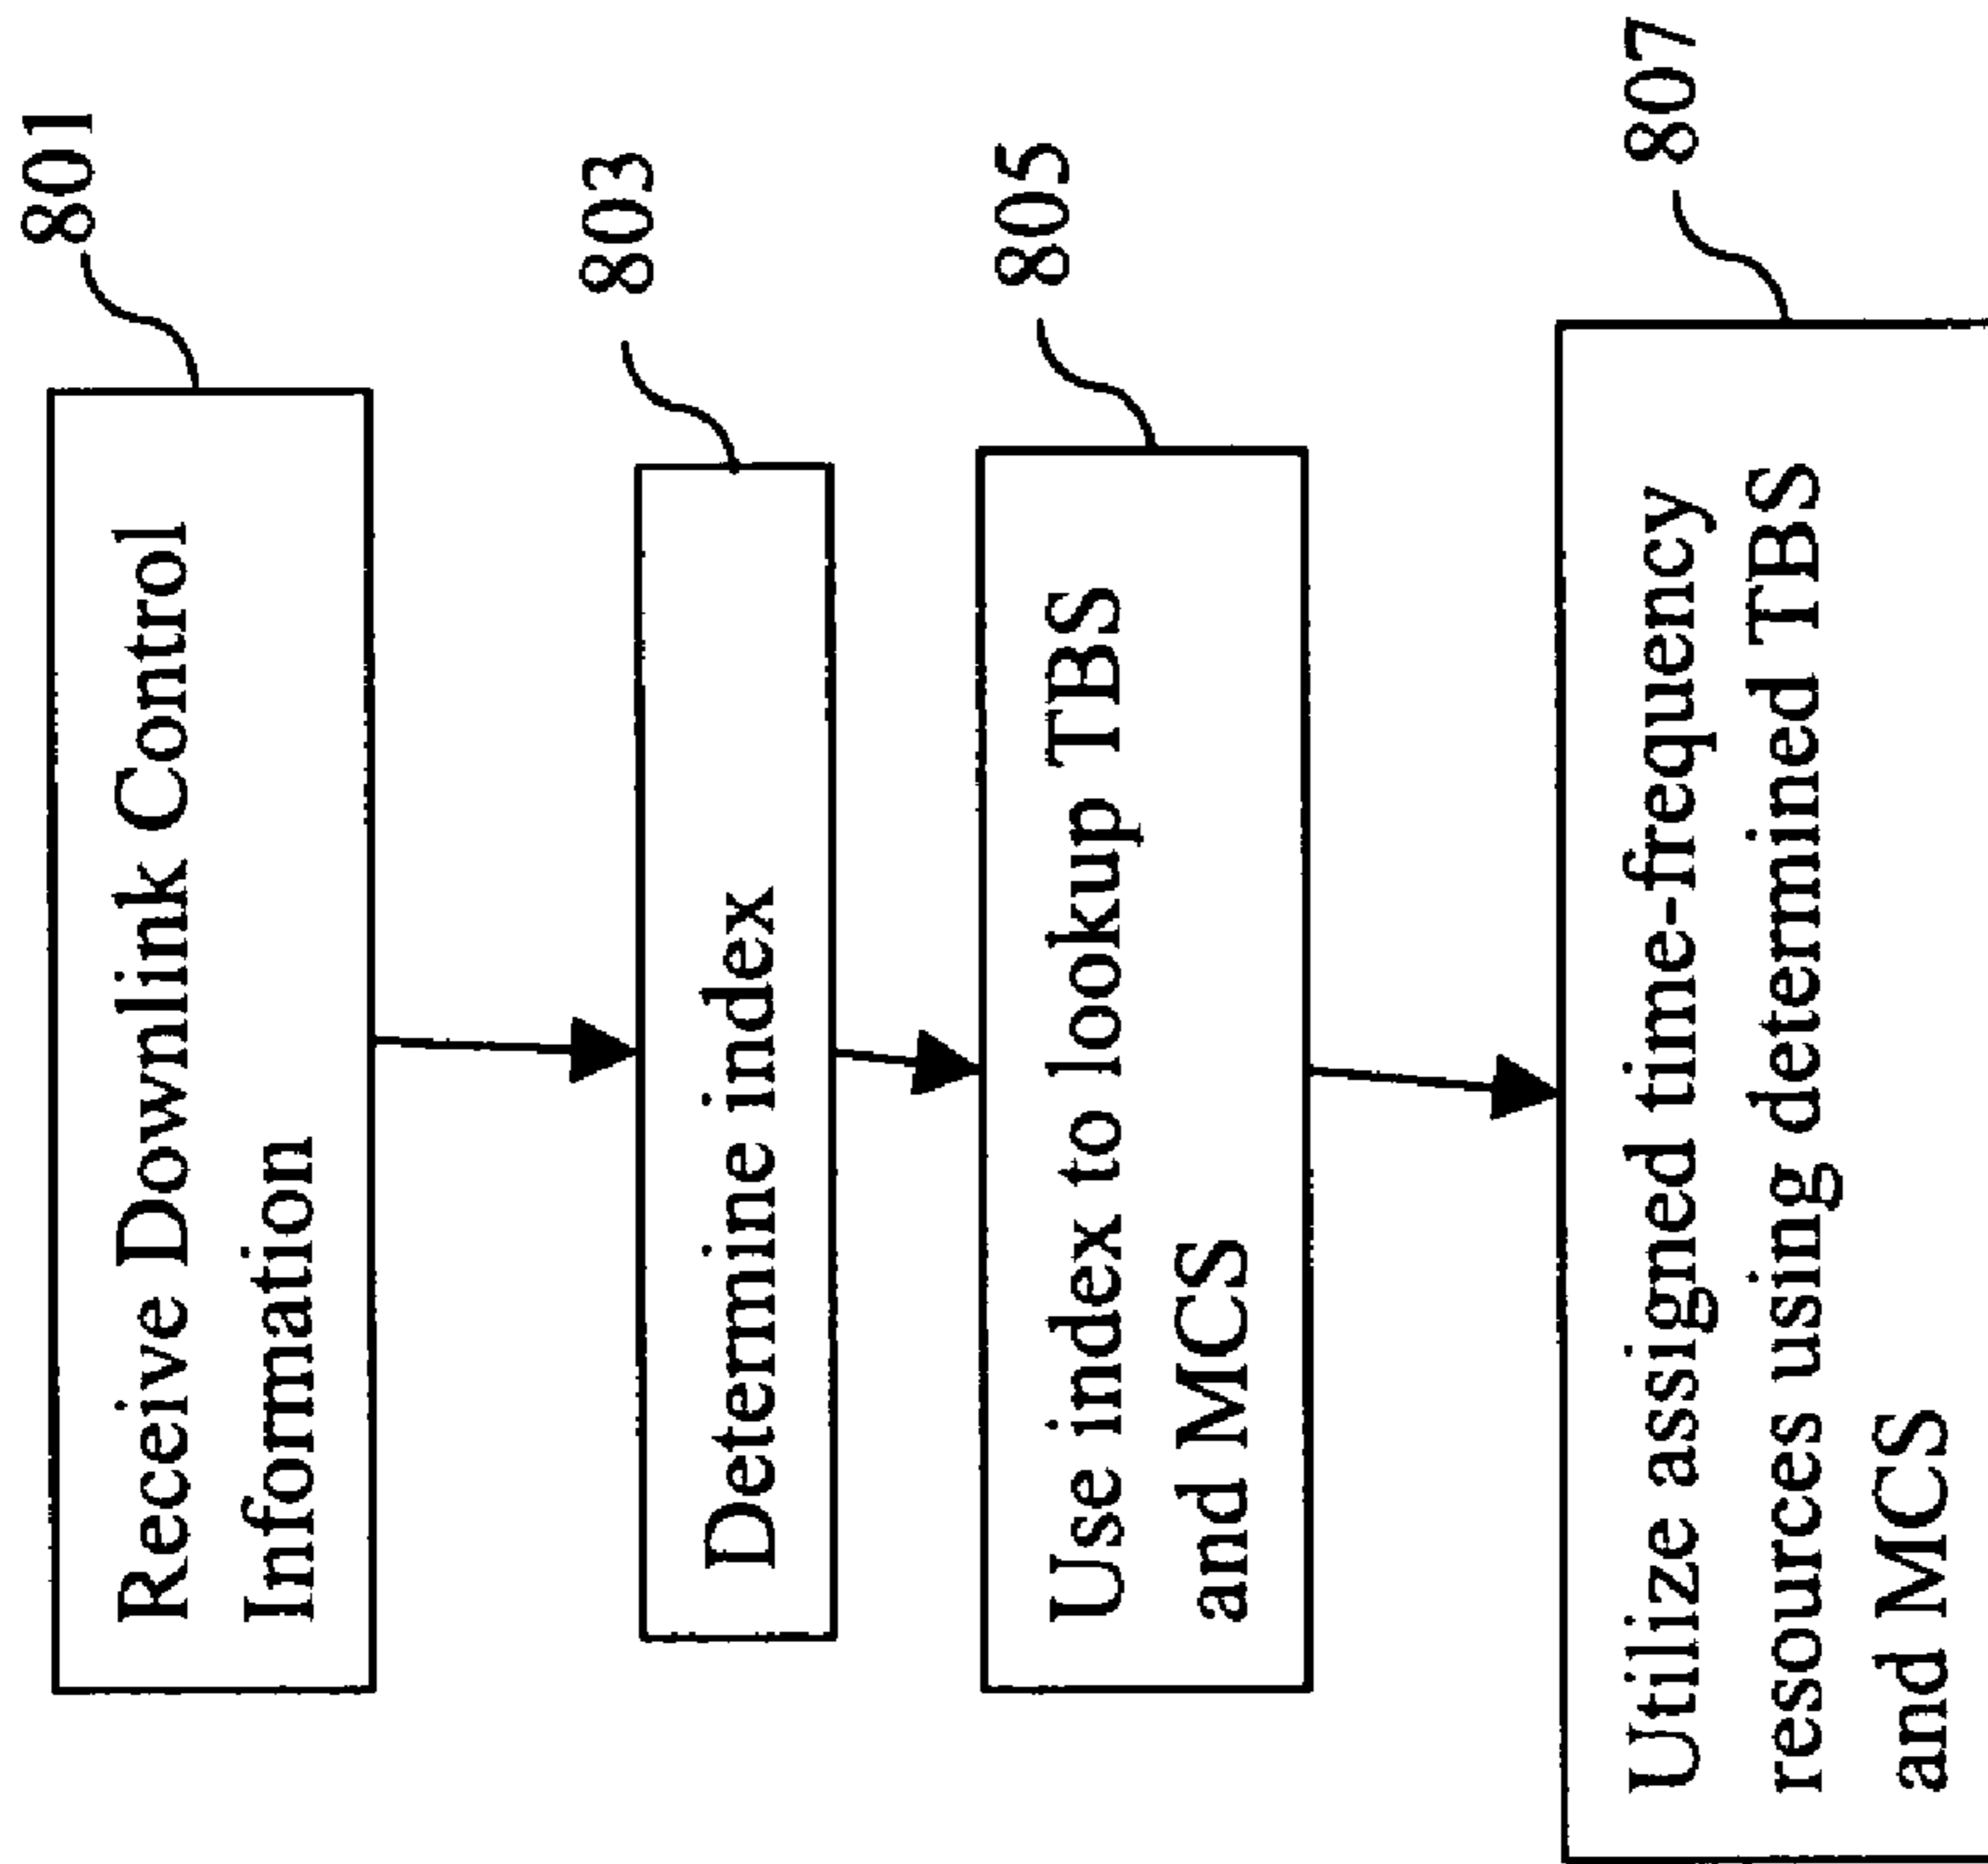 801
Receive Downlink Control
Information
803
Determine index
805
Use index to lookup TBS
and MCS
807
Utilize assigned time-frequency
resources using determined TBS
and MCS